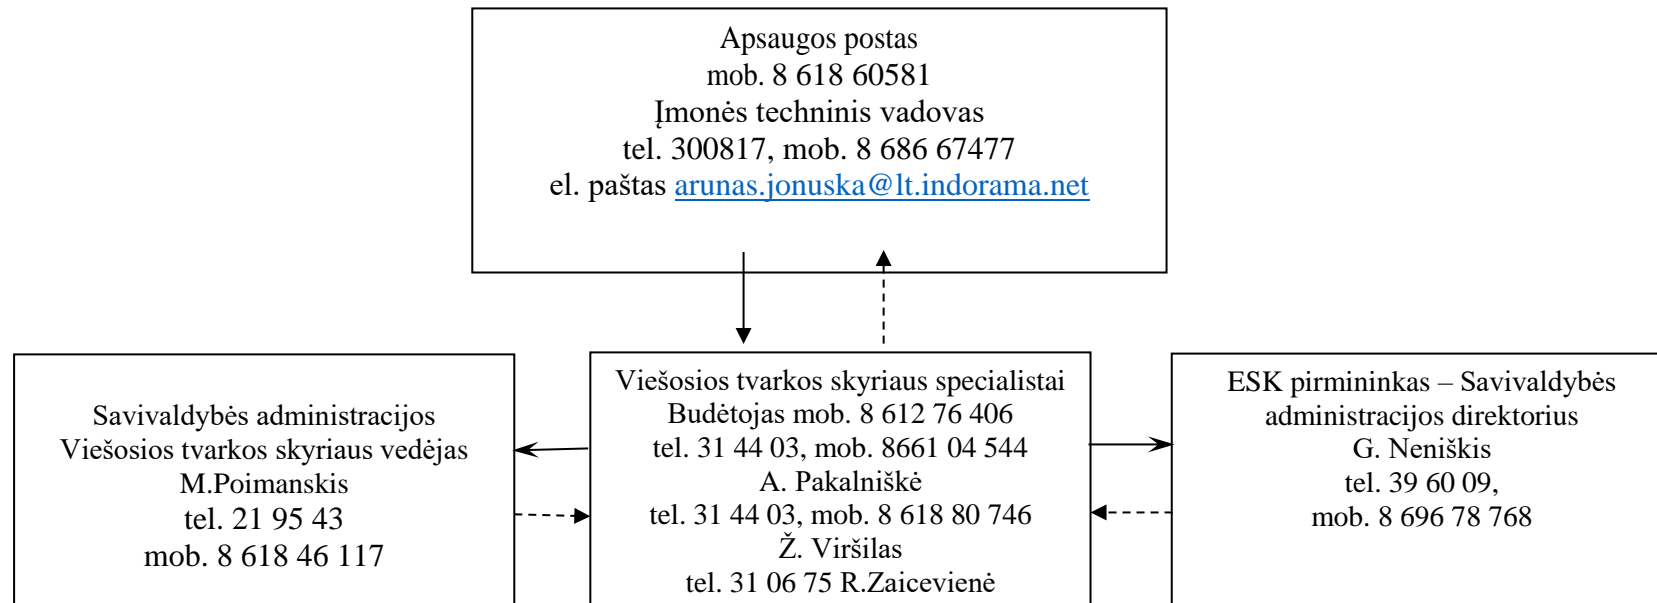 Apsaugos postas
mob. 8 618 60581
Įmonės techninis vadovas
tel. 300817, mob. 8 686 67477
el. paštas arunas.jonuska@lt.indorama.net
Savivaldybės administracijos
Viešosios tvarkos skyriaus vedėjas
M.Poimanskis
tel. 21 95 43
mob. 8 618 46 117
Viešosios tvarkos skyriaus specialistai
Budėtojas mob. 8 612 76 406
tel. 31 44 03, mob. 8661 04 544
A. Pakalniškė
tel. 31 44 03, mob. 8 618 80 746
Ž. Viršilas
tel. 31 06 75 R.Zaicevienė
ESK pirmininkas – Savivaldybės
administracijos direktorius
G. Neniškis
tel. 39 60 09,
mob. 8 696 78 768